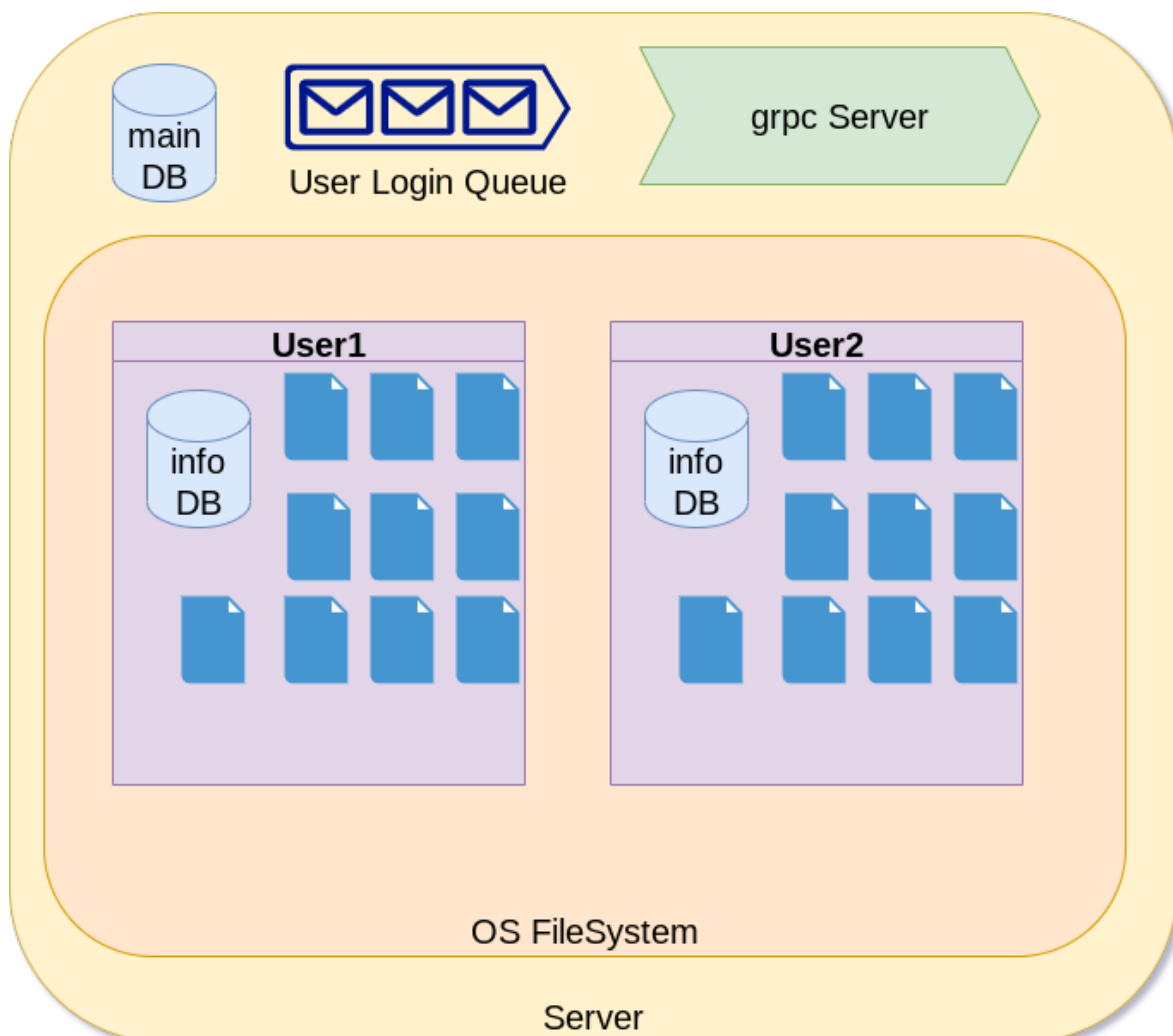 main
DB
User Login Queue
grpc Server
User1
info
DB
User2
info
DB
OS FileSystem
Server